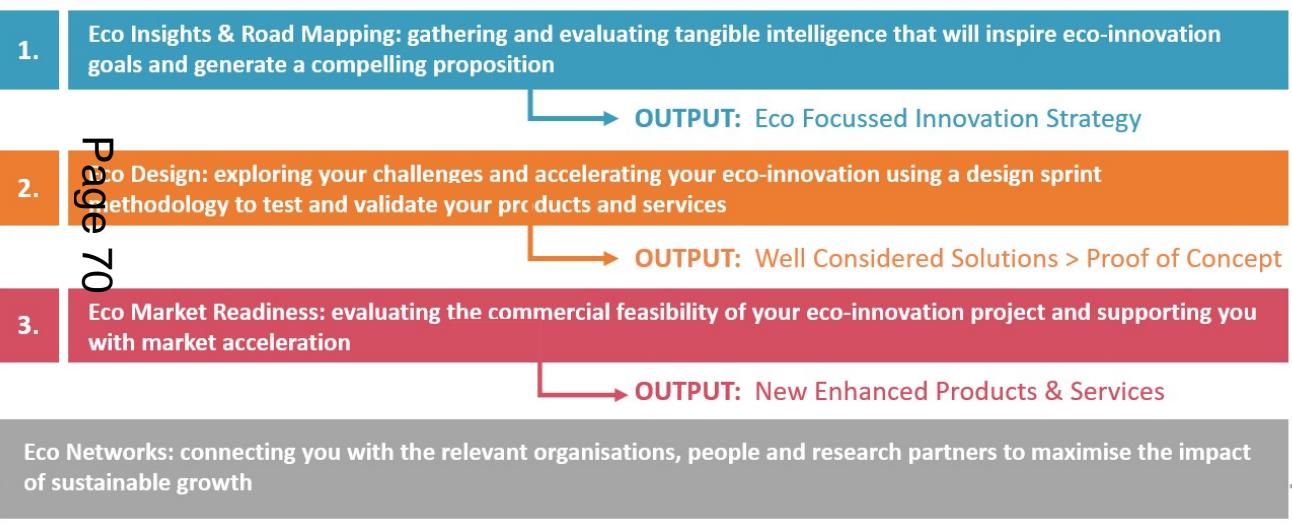 1.
Eco Insights & Road Mapping: gathering and evaluating tangible intelligence that will inspire eco-innovation
goals and generate a compelling proposition
OUTPUT: Eco Focussed Innovation Strategy
2.
Eco Design: exploring your challenges and accelerating your eco-innovation using a design sprint
methodology to test and validate your products and services
OUTPUT: Well Considered Solutions > Proof of Concept
3.
Eco Market Readiness: evaluating the commercial feasibility of your eco-innovation project and supporting you
with market acceleration
OUTPUT: New Enhanced Products & Services
Eco Networks: connecting you with the relevant organisations, people and research partners to maximise the impact
of sustainable growth
Page 70